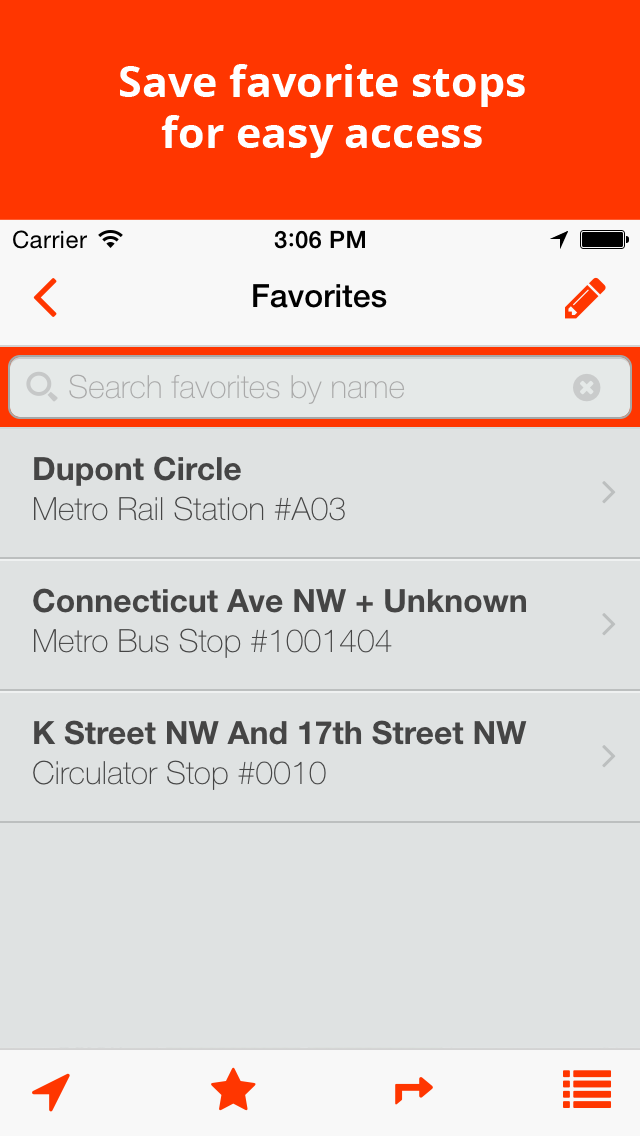 Save favorite stops
for easy access
Carrier 3:06 PM
Favorites
Search favorites by name
Dupont Circle
Metro Rail Station #A03
Connecticut Ave NW + Unknown
Metro Bus Stop #1001404
K Street NW And 17th Street NW
Circulator Stop #0010